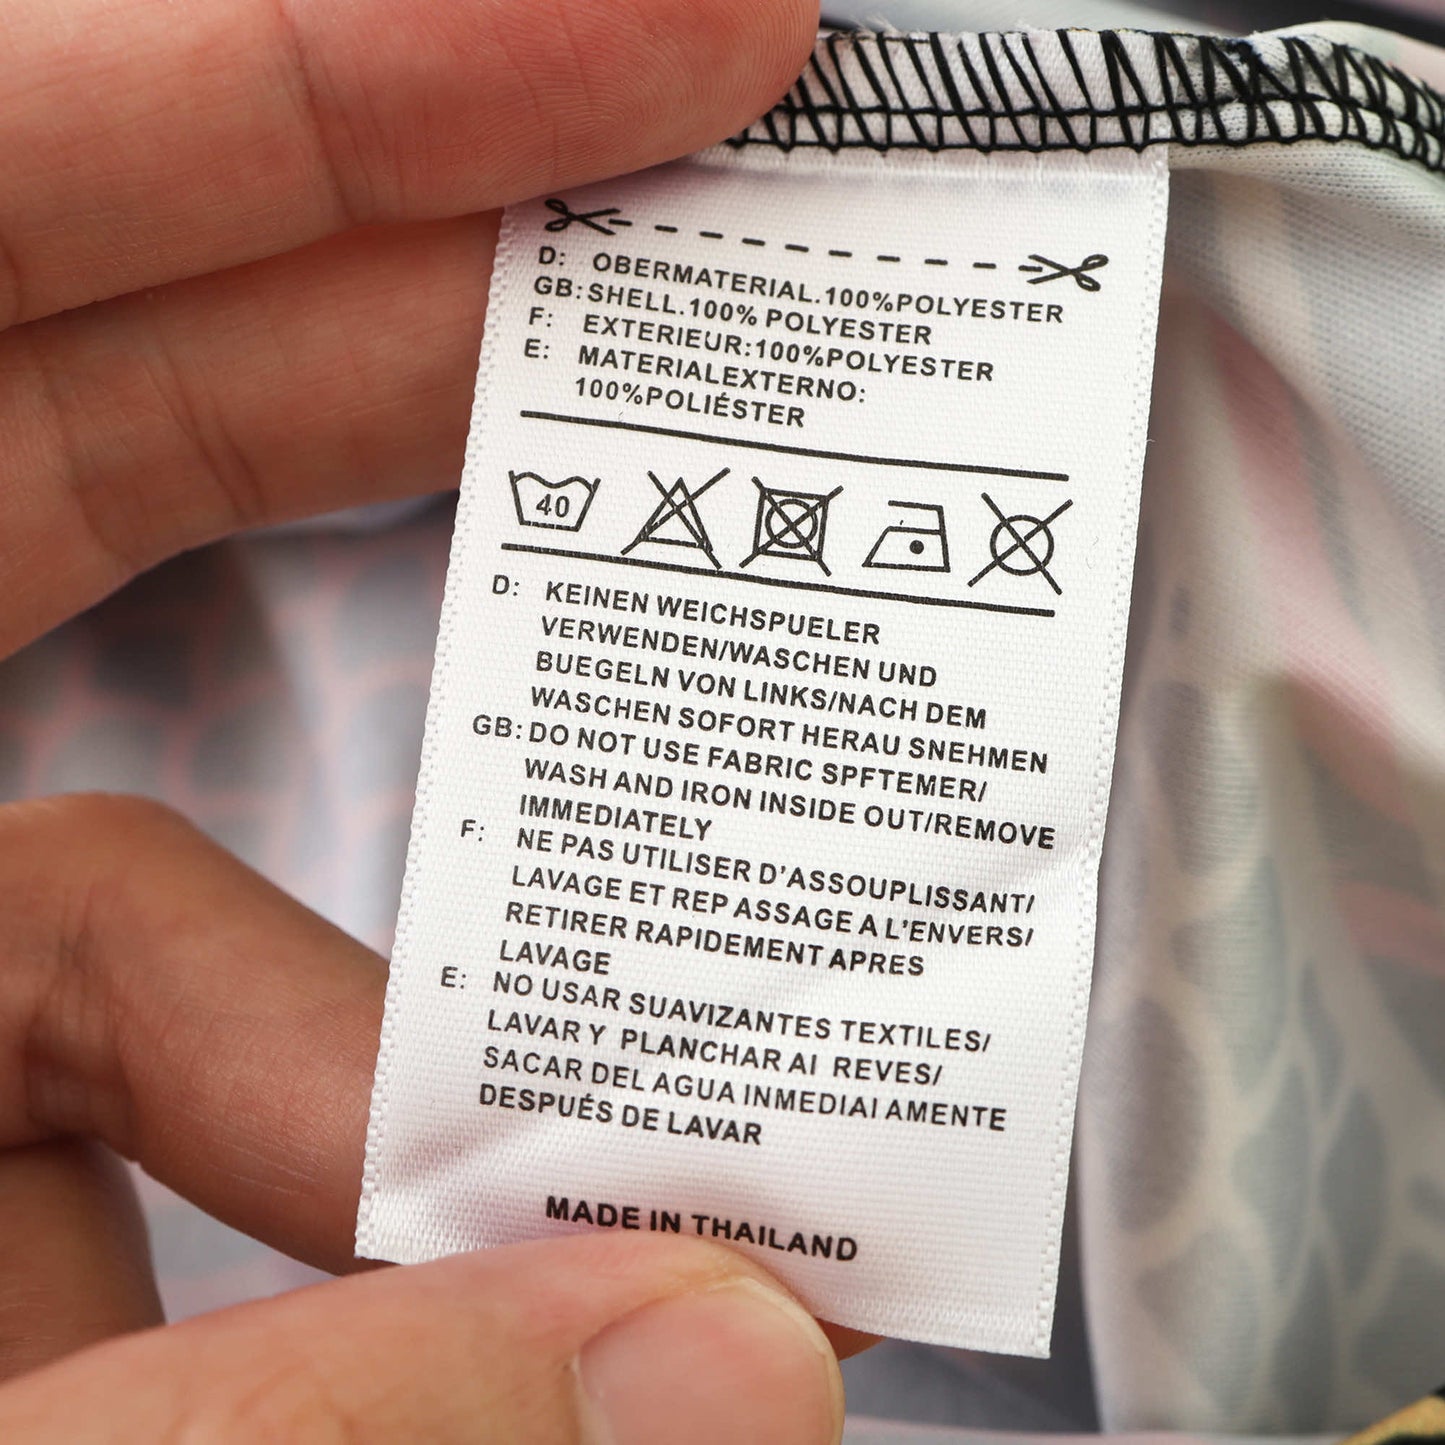 D: OBERMATERIAL.100%POLYESTER
GB: SHELL.100% POLYESTER
F: EXTERIEUR:100%POLYESTER
E: MATERIALEXTERNO:
100%POLIÉSTER
40
D: KEINEN WEICHSPUELER
VERWENDEN/WASCHEN UND
BUEGELN VON LINKS/NACH DEM
WASCHEN SOFORT HERAU SNEHMEN
GB: DO NOT USE FABRIC SPFTEMER/
WASH AND IRON INSIDE OUT/REMOVE
IMMEDIATELY
F: NE PAS UTILISER D'ASSOUPLISSANT/
LAVAGE ET REP ASSAGE A L'ENVERS/
RETIRER RAPIDEMENT APRES
LAVAGE
E: NO USAR SUAVIZANTES TEXTILES/
LAVAR Y PLANCHAR AI REVES/
SACAR DEL AGUA INMEDIAI AMENTE
DESPUÉS DE LAVAR
MADE IN THAILAND